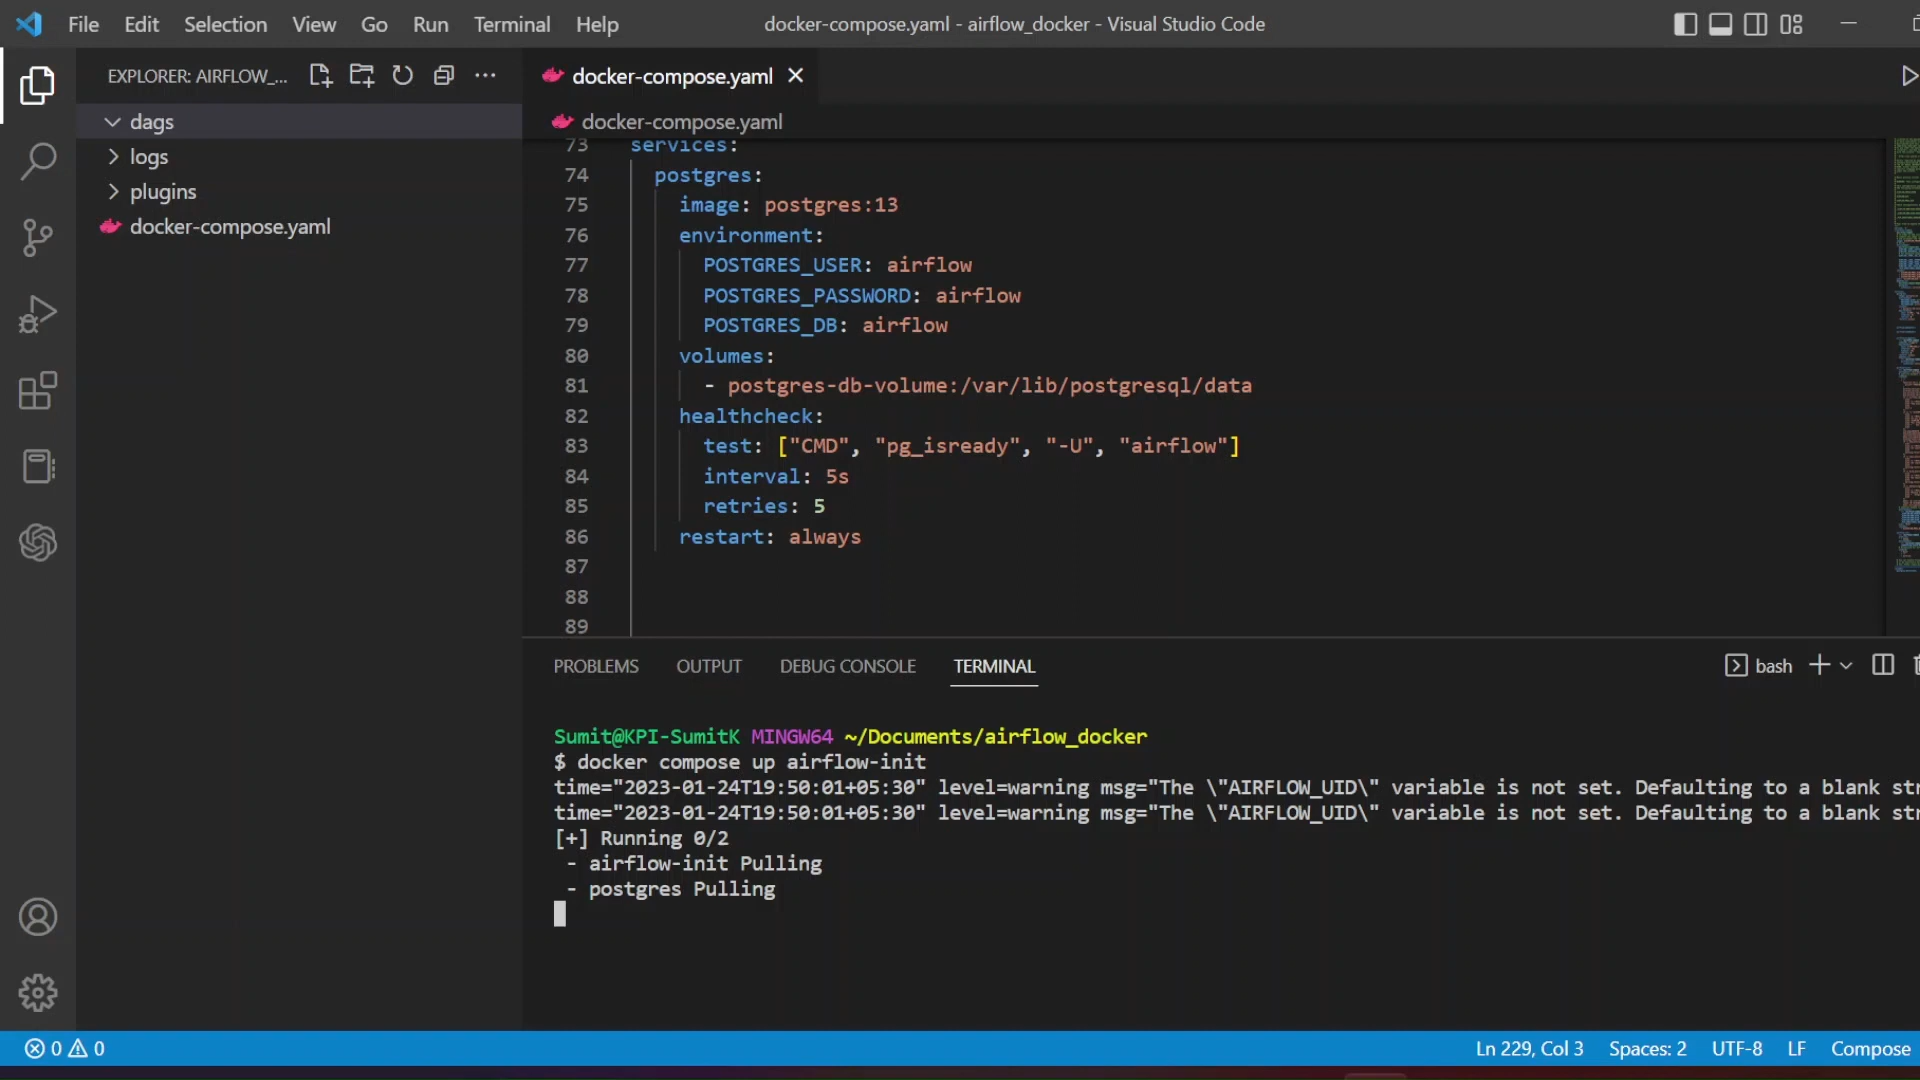 File Edit Selection View Go Run Terminal Help
docker-compose.yaml - airflow_docker - Visual Studio Code
EXPLORER: AIRFLOW_...
dags
logs
plugins
docker-compose.yaml
docker-compose.yaml
docker-compose.yaml
73 services:
74 postgres:
75 image: postgres:13
76 environment:
77 POSTGRES_USER: airflow
78 POSTGRES_PASSWORD: airflow
79 POSTGRES_DB: airflow
80 volumes:
81 - postgres-db-volume:/var/lib/postgresql/data
82 healthcheck:
83 test: ["CMD", "pg_isready", "-U", "airflow"]
84 interval: 5s
85 retries: 5
86 restart: always
87
88
89
PROBLEMS OUTPUT DEBUG CONSOLE TERMINAL
bash
Sumit@KPI-SumitK MINGW64 ~/Documents/airflow_docker
$ docker compose up airflow-init
time="2023-01-24T19:50:01+05:30" level=warning msg="The \"AIRFLOW_UID\" variable is not set. Defaulting to a blank str
time="2023-01-24T19:50:01+05:30" level=warning msg="The \"AIRFLOW_UID\" variable is not set. Defaulting to a blank str
[+] Running 0/2
- airflow-init Pulling
- postgres Pulling
0 0
Ln 229, Col 3 Spaces: 2 UTF-8 LF Compose